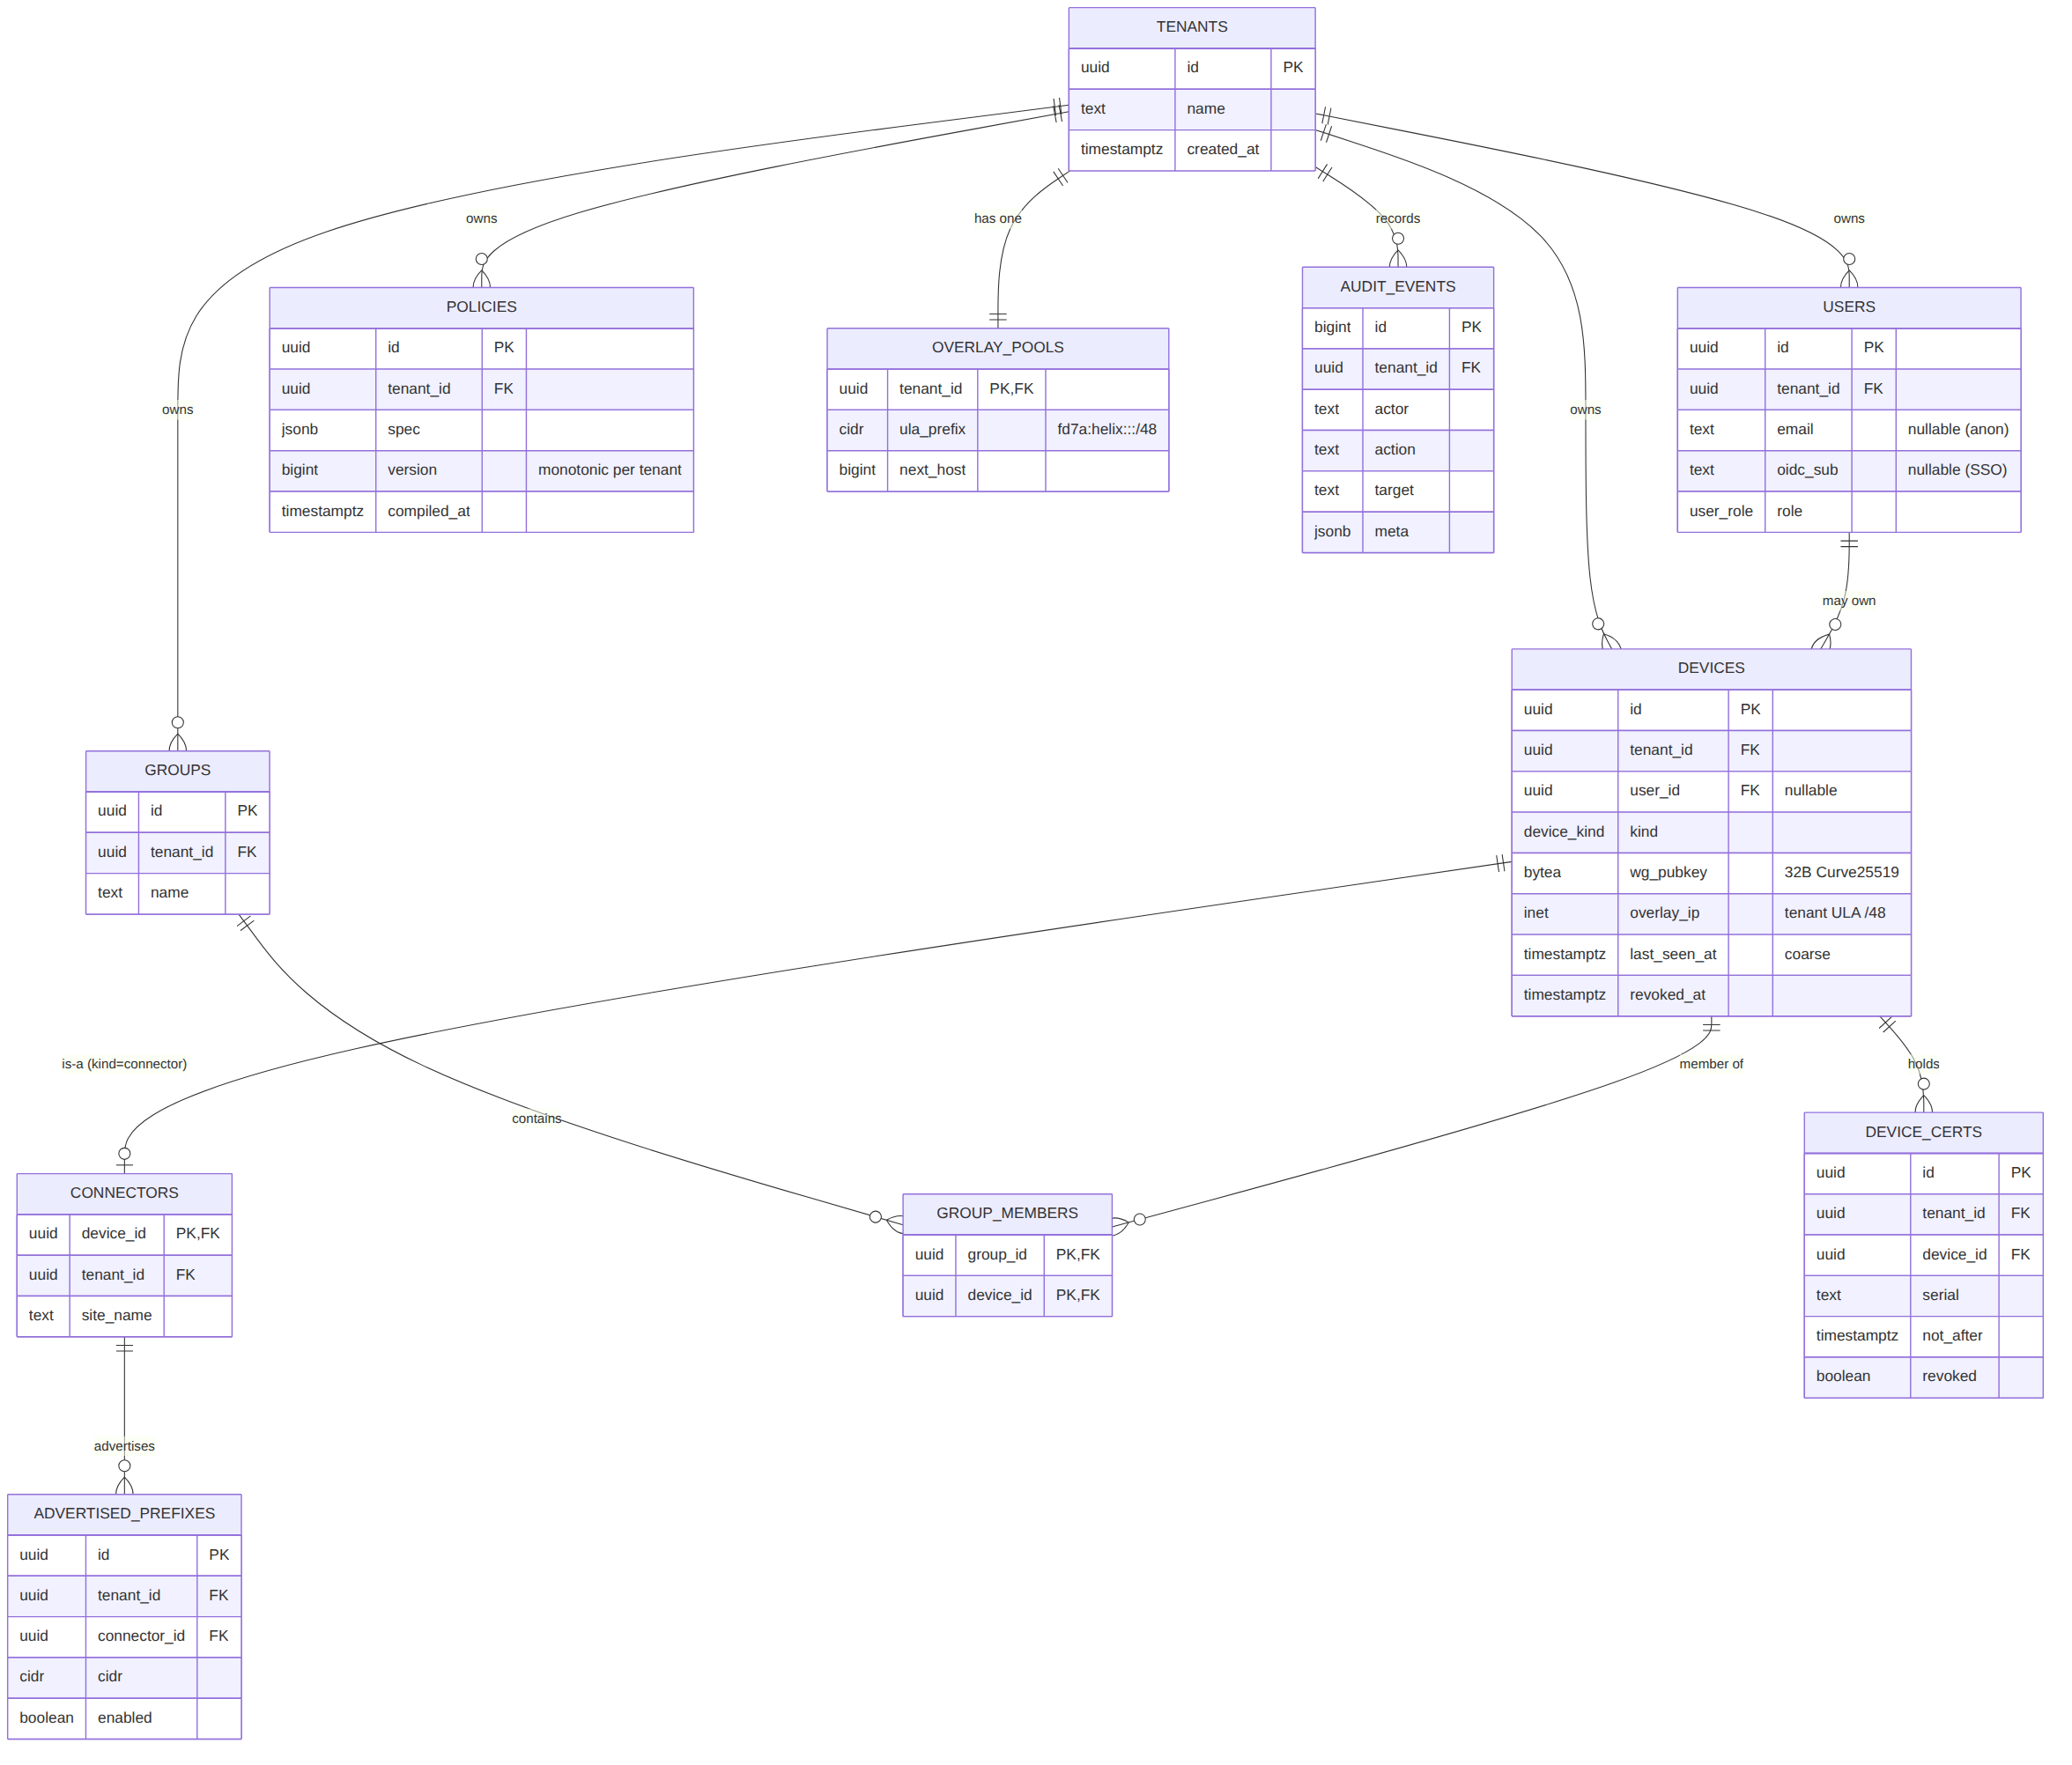 TENANTS
uuid id PK
text name
timestamptz created_at
owns
has one
records
owns
POLICIES
uuid id PK
uuid tenant_id FK
jsonb spec
bigint version monotonic per tenant
timestamptz compiled_at
OVERLAY_POOLS
uuid tenant_id PK,FK
cidr ula_prefix fd7a:helix:::/48
bigint next_host
AUDIT_EVENTS
bigint id PK
uuid tenant_id FK
text actor
text action
text target
jsonb meta
USERS
uuid id PK
uuid tenant_id FK
text email nullable (anon)
text oidc_sub nullable (SSO)
user_role role
owns
owns
may own
DEVICES
uuid id PK
uuid tenant_id FK
uuid user_id FK nullable
device_kind kind
bytea wg_pubkey 32B Curve25519
inet overlay_ip tenant ULA /48
timestamptz last_seen_at coarse
timestamptz revoked_at
GROUPS
uuid id PK
uuid tenant_id FK
text name
is-a (kind=connector)
contains
member of
holds
CONNECTORS
uuid device_id PK,FK
uuid tenant_id FK
text site_name
GROUP_MEMBERS
uuid group_id PK,FK
uuid device_id PK,FK
DEVICE_CERTS
uuid id PK
uuid tenant_id FK
uuid device_id FK
text serial
timestamptz not_after
boolean revoked
advertises
ADVERTISED_PREFIXES
uuid id PK
uuid tenant_id FK
uuid connector_id FK
cidr cidr
boolean enabled